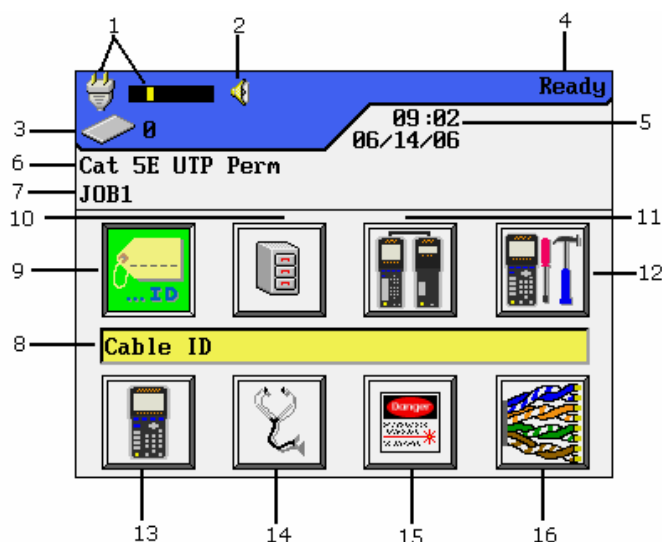 1 2 4
Ready
3 0
09:02 5
06/14/06
6 Cat 5E UTP Perm
7 JOB1
10 11
9 ...ID 12
8 Cable ID
Danger
13 14 15 16